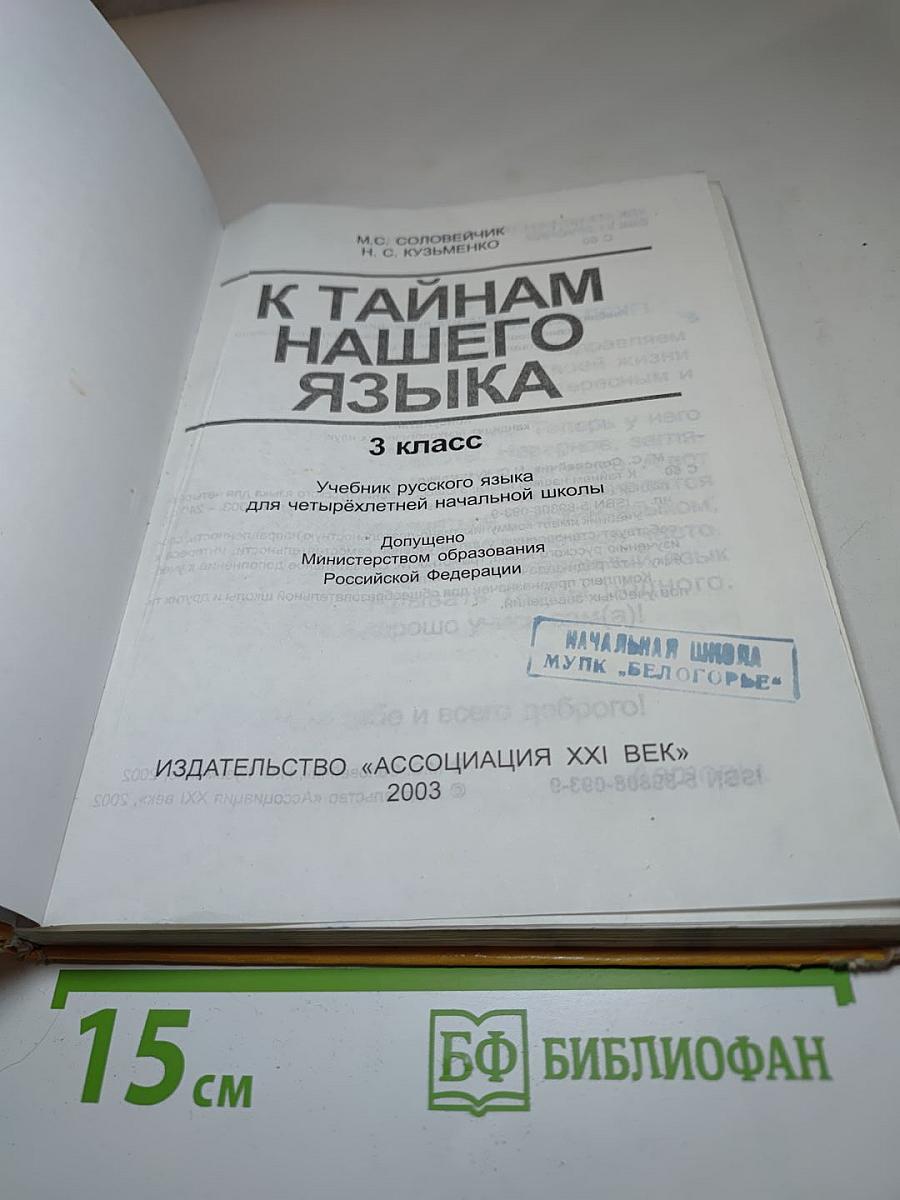 М.С. СОЛОВЕЙЧИК
Н. С. КУЗЬМЕНКО
К ТАЙНАМ
НАШЕГО
ЯЗЫКА
3 класс
Учебник русского языка
для четырёхлетней начальной школы
Допущено
Министерством образования
Российской Федерации
НАЧАЛЬНАЯ ШКОЛА
МУПК „БЕЛОГОРЬЕ"
ИЗДАТЕЛЬСТВО «АССОЦИАЦИЯ XXI ВЕК»
2003
15 см
БФ БИБЛИОФАН